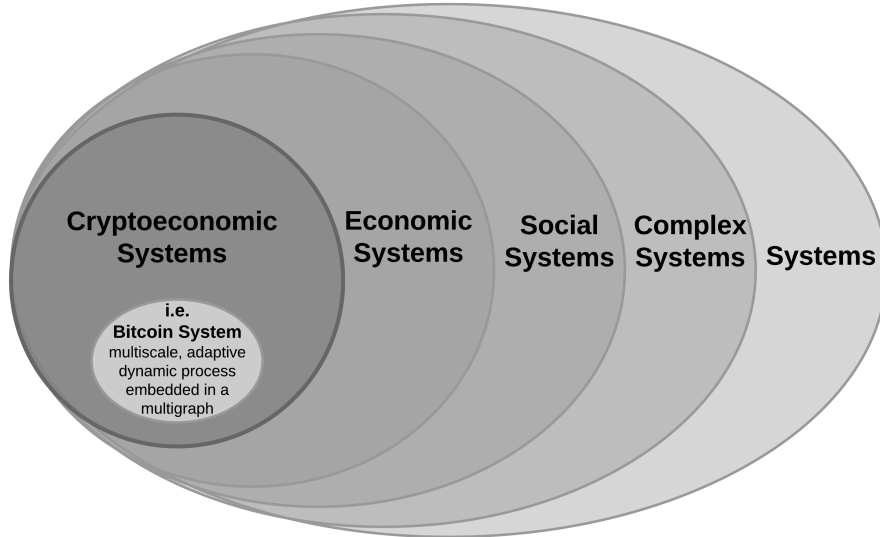 Cryptoeconomic
Systems
i.e.
Bitcoin System
multiscale, adaptive
dynamic process
embedded in a
multigraph
Economic
Systems
Social
Systems
Complex
Systems
Systems